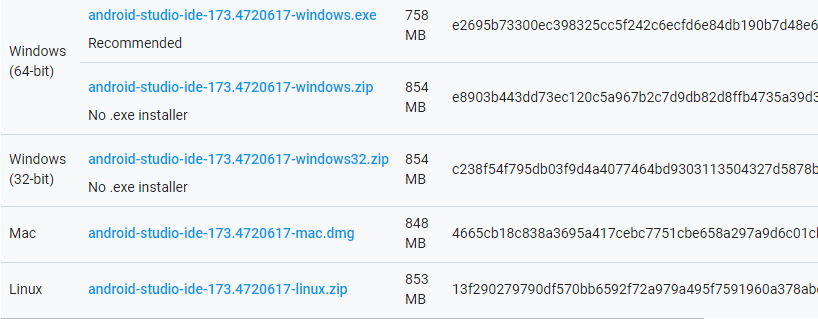 Windows
(64-bit)
android-studio-ide-173.4720617-windows.exe
Recommended
758
MB
e2695b73300ec398325cc5f242c6ecfd6e84db190b7d48e6
android-studio-ide-173.4720617-windows.zip
No .exe installer
854
MB
e8903b443dd73ec120c5a967b2c7d9db82d8ffb4735a39d3
Windows
(32-bit)
android-studio-ide-173.4720617-windows32.zip
No .exe installer
854
MB
c238f54f795db03f9d4a4077464bd9303113504327d5878b
Mac
android-studio-ide-173.4720617-mac.dmg
848
MB
4665cb18c838a3695a417cebc7751cbe658a297a9d6c01c
Linux
android-studio-ide-173.4720617-linux.zip
853
MB
13f290279790df570bb6592f72a979a495f7591960a378ab